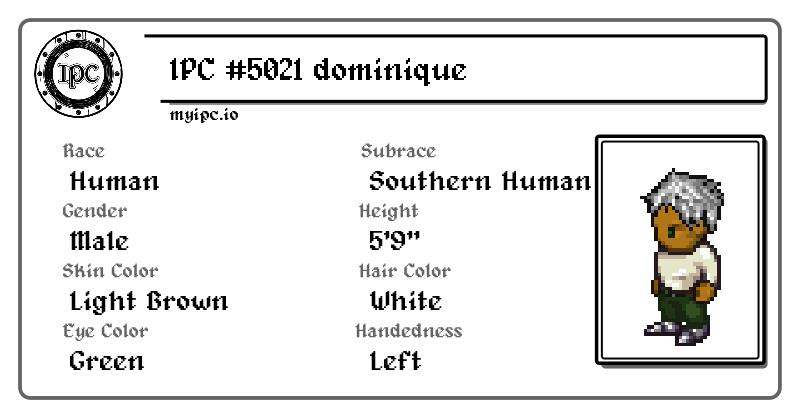 IPC
IPC #5021 dominique
myipc.io
Race
Subrace
Human
Southern Human
Gender
Height
Male
5'9"
Skin Color
Hair Color
Light Brown
White
Eye Color
Handedness
Green
Left